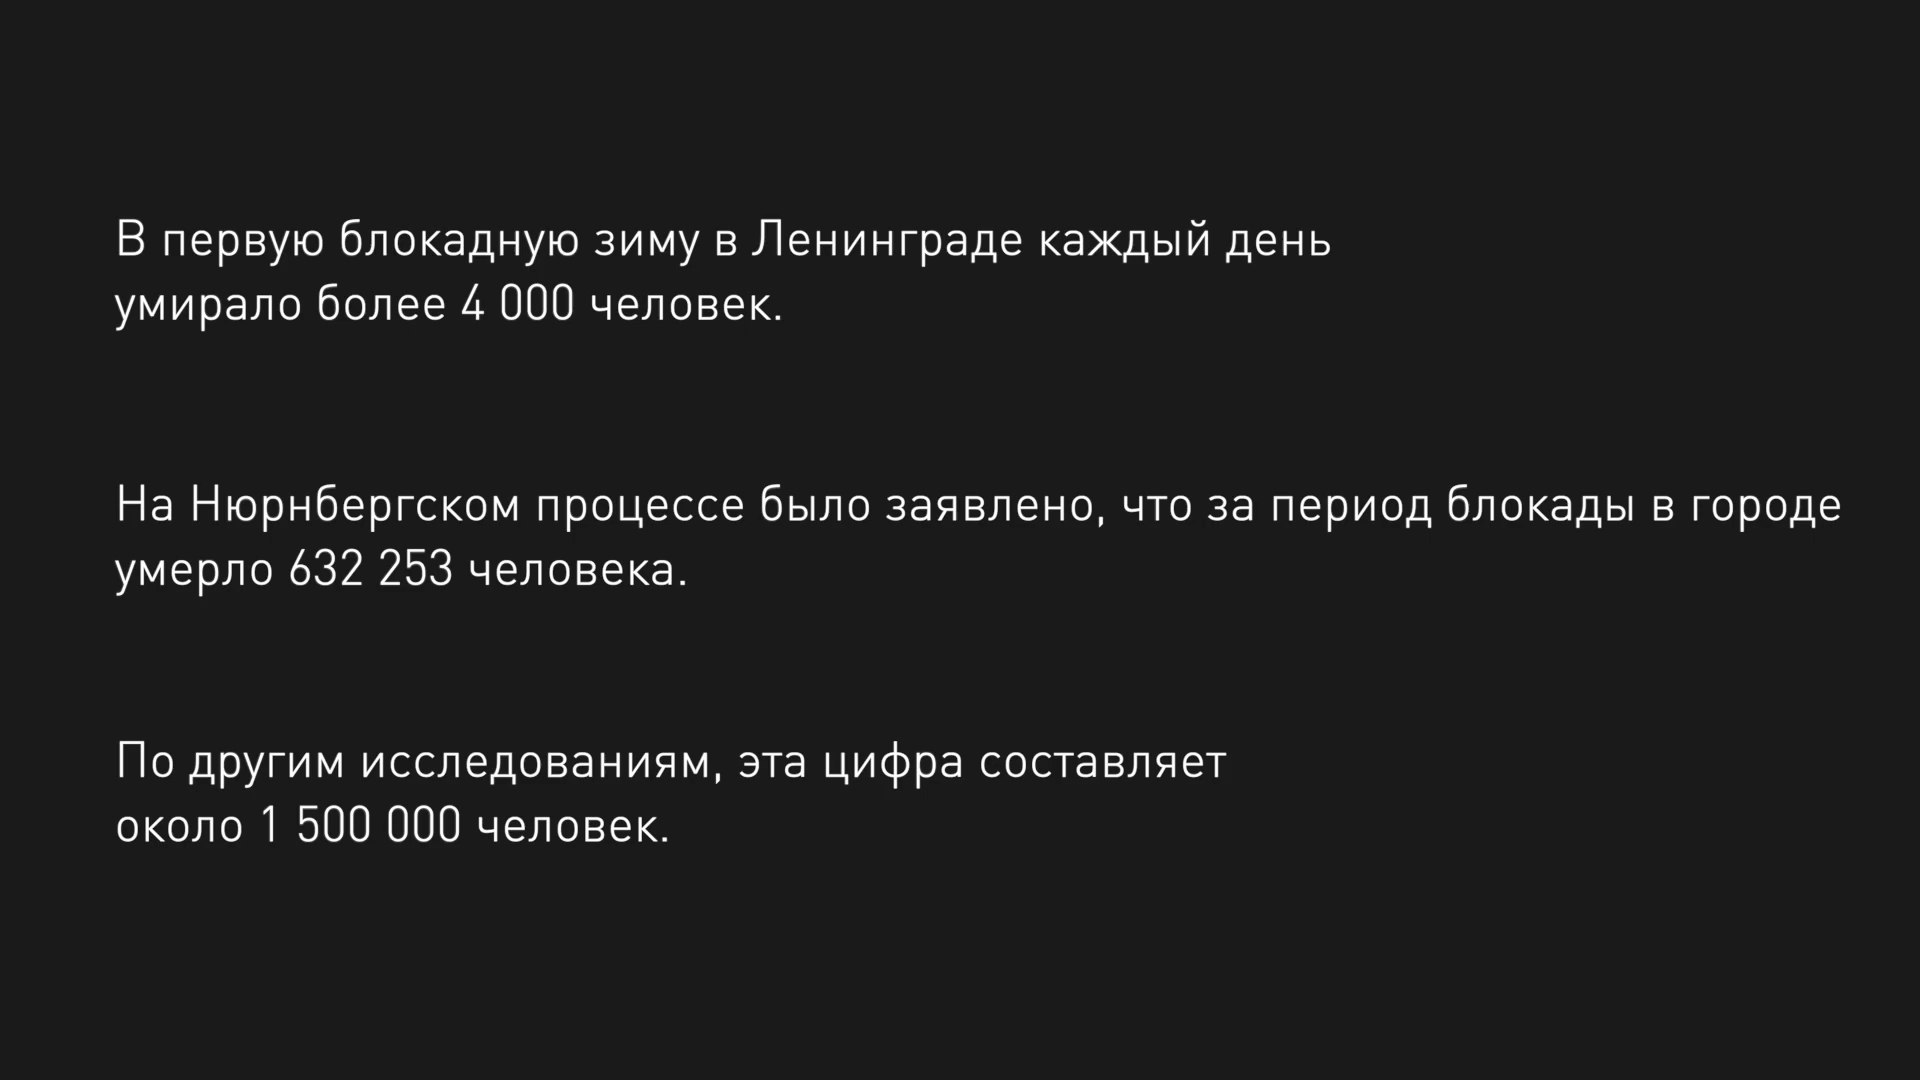 В первую блокадную зиму в Ленинграде каждый день
умирало более 4 000 человек.
На Нюрнбергском процессе было заявлено, что за период блокады в городе
умерло 632 253 человека.
По другим исследованиям, эта цифра составляет
около 1 500 000 человек.